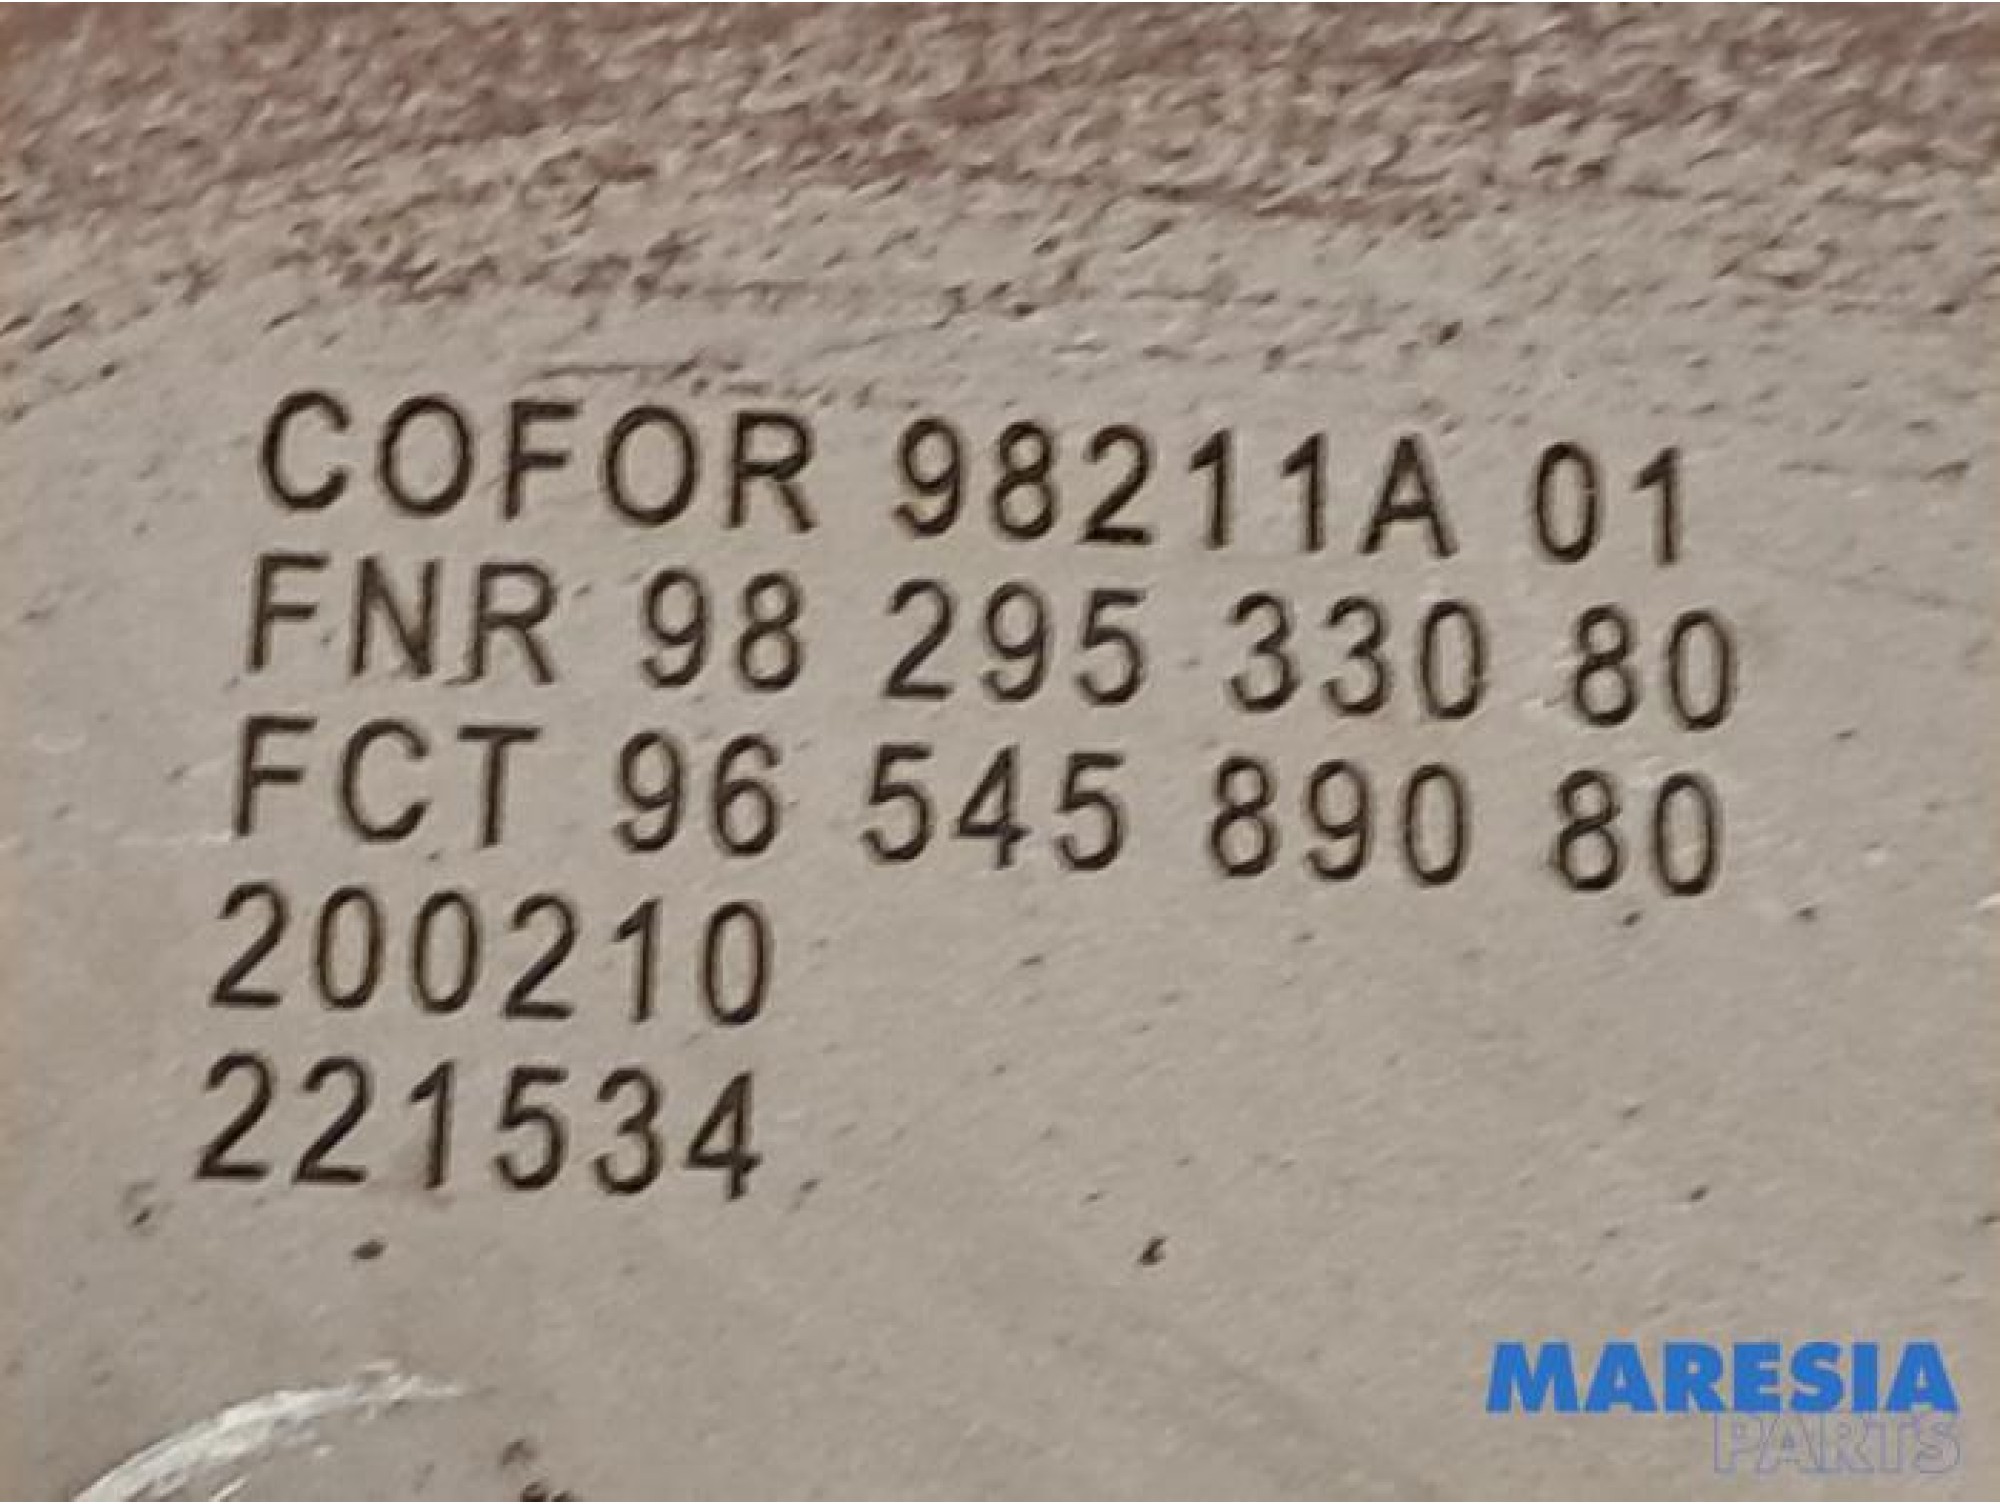 COFOR 98211A 01
FNR 98 295 330 80
FCT 96 545 890 80
200210
221534
MARESIA
PARTS